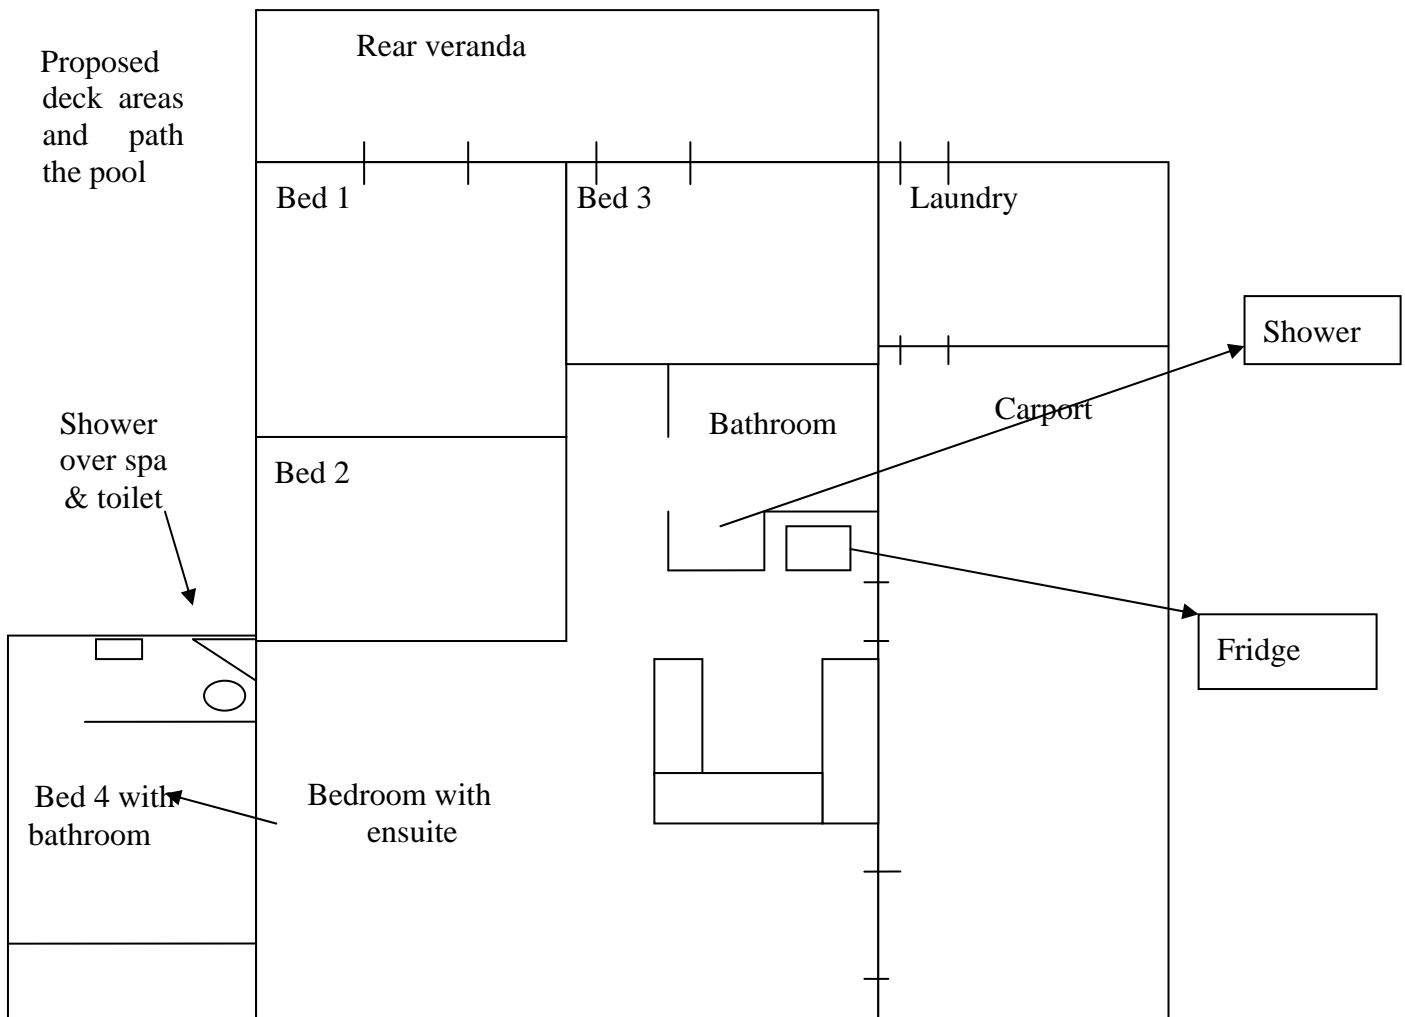 Rear veranda
Proposed
deck areas
and path
the pool
Bed 1
Bed 3
Laundry
Shower
Carport
Shower
over spa
& toilet
Bathroom
Bed 2
Fridge
Bed 4 with
bathroom
Bedroom with
ensuite